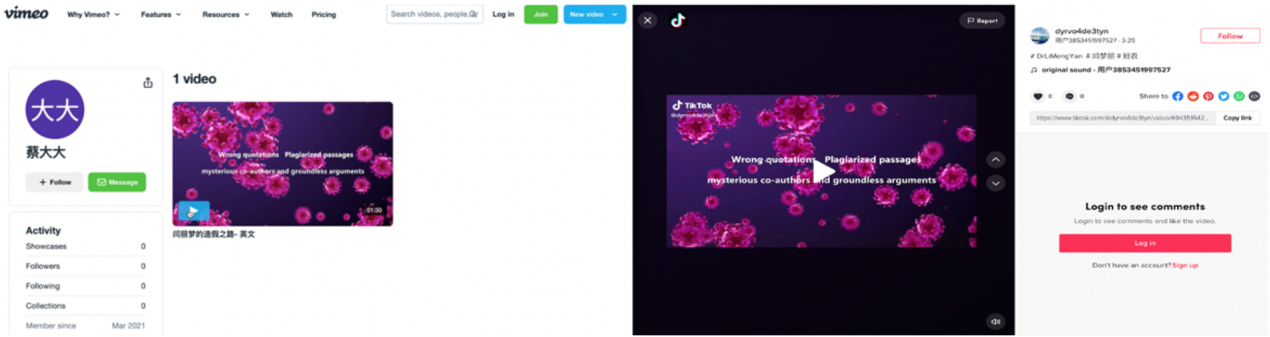 vimeo
Why Vimeo?
Features
Resources
Watch
Pricing
Search videos, people,
Log in
Join
New video
大大
蔡大大
+ Follow
Message
Activity
Showcases 0
Followers 0
Following 0
Collections 0
Member since Mar 2021
1 video
Wrong quotations Plagiarized passages
mysterious co-authors and groundless arguments
01:30
闫丽梦的造假之路- 英文
Report
TikTok
@dyrvo4de3tyn
Wrong quotations Plagiarized passages
mysterious co-authors and groundless arguments
dyrvo4de3tyn
用户3853451997527 · 3-25
Follow
# DrLiMengYan # 闫梦丽 # 班农
original sound - 用户3853451997527
0
0
Share to
Copy link
Login to see comments
Login to see comments and like the video.
Log in
Don't have an account? Sign up